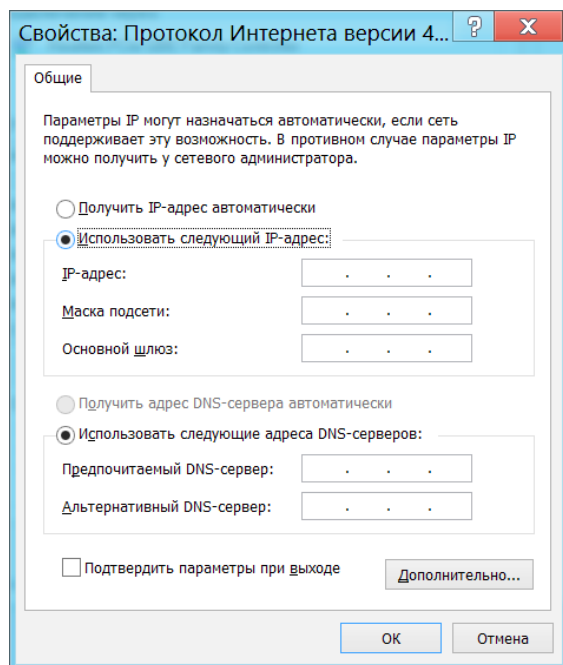 Свойства: Протокол Интернета версии 4...
?
X
Общие
Параметры IP могут назначаться автоматически, если сеть
поддерживает эту возможность. В противном случае параметры IP
можно получить у сетевого администратора.
Получить IP-адрес автоматически
Использовать следующий IP-адрес:
IP-адрес: . . .
Маска подсети: . . .
Основной шлюз: . . .
Получить адрес DNS-сервера автоматически
Использовать следующие адреса DNS-серверов:
Предпочитаемый DNS-сервер: . . .
Альтернативный DNS-сервер: . . .
Подтвердить параметры при выходе
Дополнительно...
ОК
Отмена